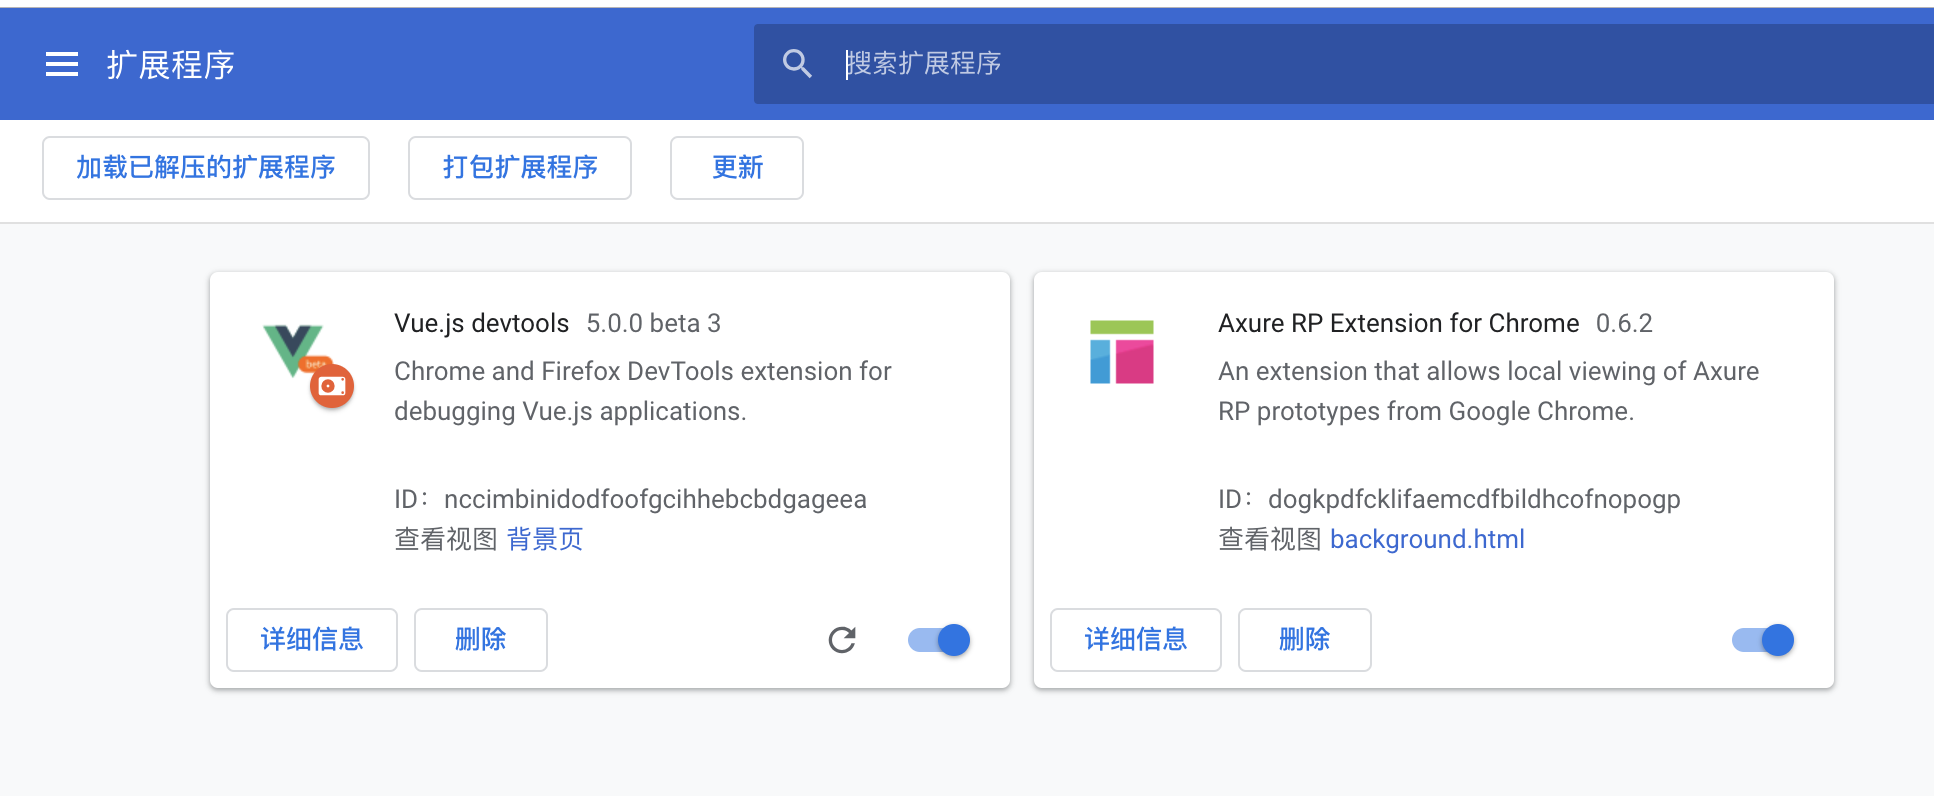 扩展程序
搜索扩展程序
加载已解压的扩展程序
打包扩展程序
更新
Vue.js devtools 5.0.0 beta 3
Chrome and Firefox DevTools extension for
debugging Vue.js applications.
beta
ID：nccimbinidodfoofgcihhebcbdgageea
查看视图 背景页
详细信息
删除
Axure RP Extension for Chrome 0.6.2
An extension that allows local viewing of Axure
RP prototypes from Google Chrome.
ID：dogkpdfcklifaemcdfbildhcofnopogp
查看视图 background.html
详细信息
删除